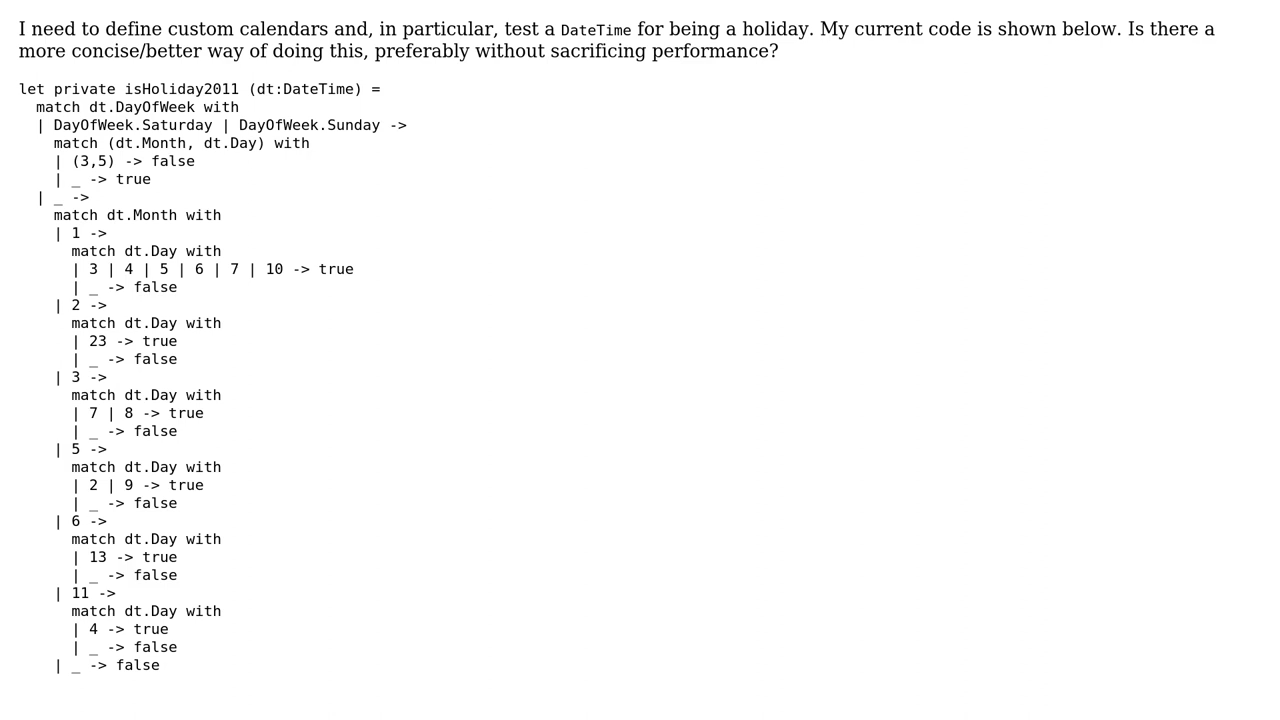 I need to define custom calendars and, in particular, test a DateTime for being a holiday. My current code is shown below. Is there a
more concise/better way of doing this, preferably without sacrificing performance?
let private isHoliday2011 (dt:DateTime) =
  match dt.DayOfWeek with
  | DayOfWeek.Saturday | DayOfWeek.Sunday ->
    match (dt.Month, dt.Day) with
    | (3,5) -> false
    | _ -> true
  | _ ->
    match dt.Month with
    | 1 ->
      match dt.Day with
      | 3 | 4 | 5 | 6 | 7 | 10 -> true
      | _ -> false
    | 2 ->
      match dt.Day with
      | 23 -> true
      | _ -> false
    | 3 ->
      match dt.Day with
      | 7 | 8 -> true
      | _ -> false
    | 5 ->
      match dt.Day with
      | 2 | 9 -> true
      | _ -> false
    | 6 ->
      match dt.Day with
      | 13 -> true
      | _ -> false
    | 11 ->
      match dt.Day with
      | 4 -> true
      | _ -> false
    | _ -> false